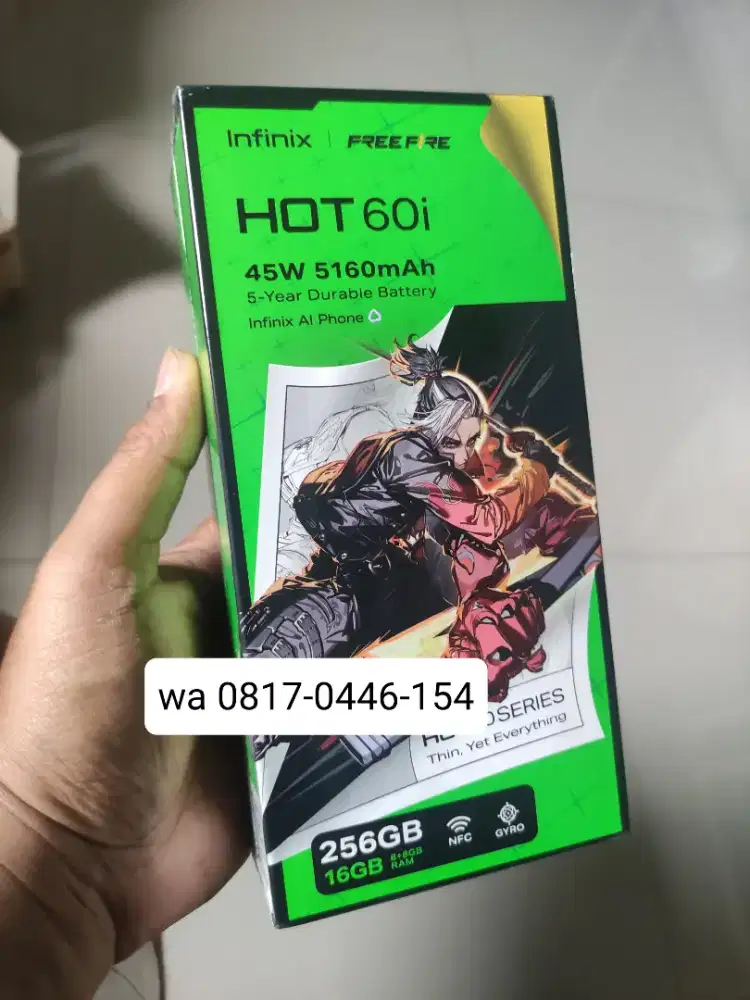 Infinix | FREE FIRE
HOT 60i
45W 5160mAh
5-Year Durable Battery
Infinix AI Phone
wa 0817-0446-154
SERIES
Thin, Yet Everything
256GB
16GB 8+8GB RAM
NFC
GYRO